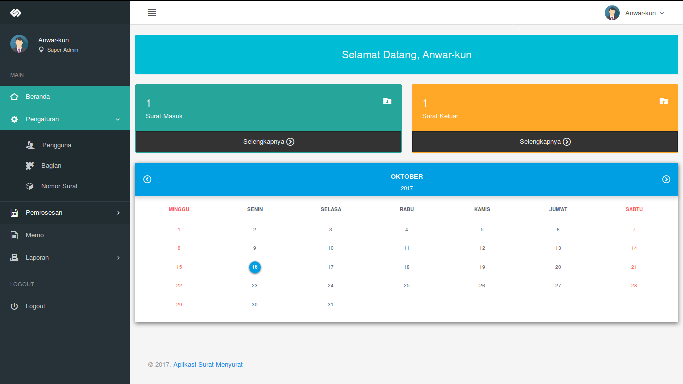 Anwar-kun
Anwar-kun
Super Admin
MAIN
Beranda
Pengaturan
Pengguna
Bagian
Nomor Surat
Pemrosesan
Memo
Laporan
LOGOUT
Logout
Selamat Datang, Anwar-kun
1
Surat Masuk
Selengkapnya
1
Surat Keluar
Selengkapnya
OKTOBER
2017
MINGGU SENIN SELASA RABU KAMIS JUM'AT SABTU
1 2 3 4 5 6 7
8 9 10 11 12 13 14
15 16 17 18 19 20 21
22 23 24 25 26 27 28
29 30 31
© 2017. Aplikasi Surat Menyurat